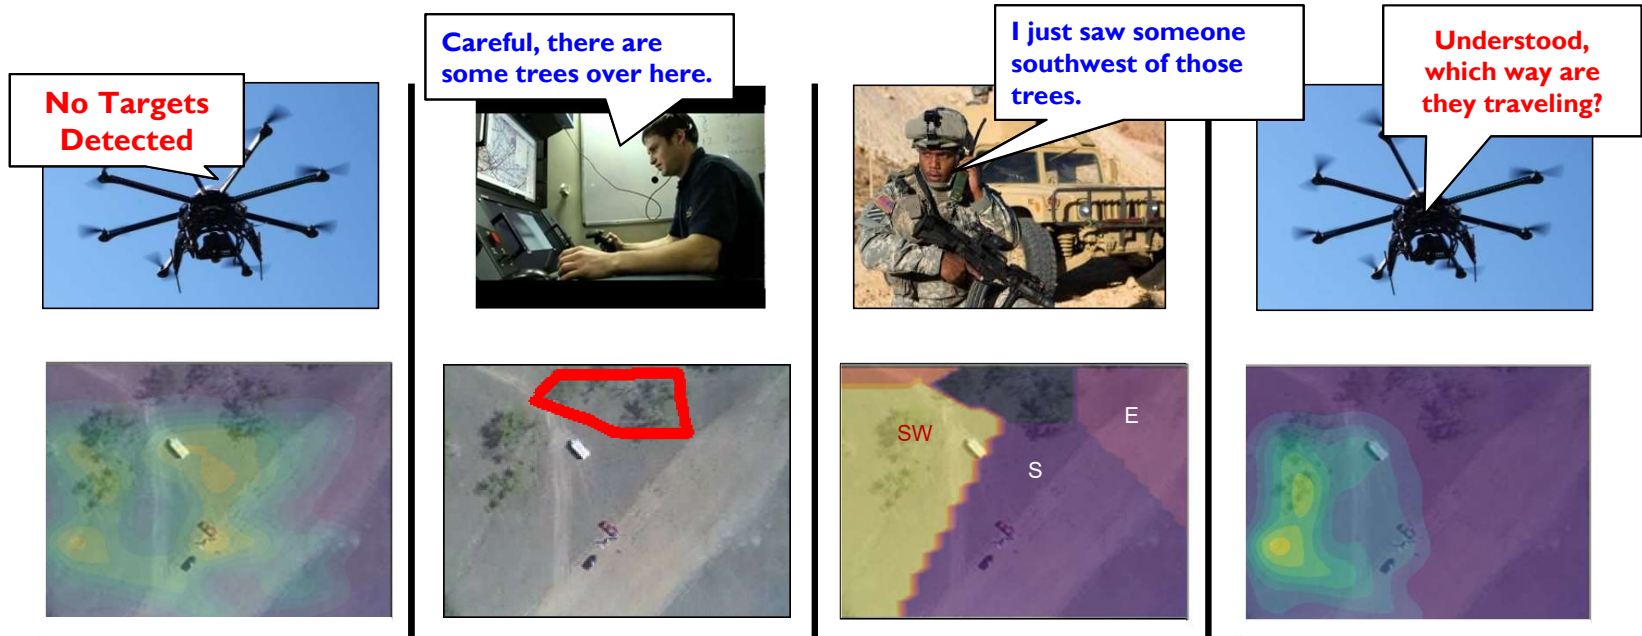 No Targets
Detected
Careful, there are
some trees over here.
I just saw someone
southwest of those
trees.
Understood,
which way are
they traveling?
SW
S
E